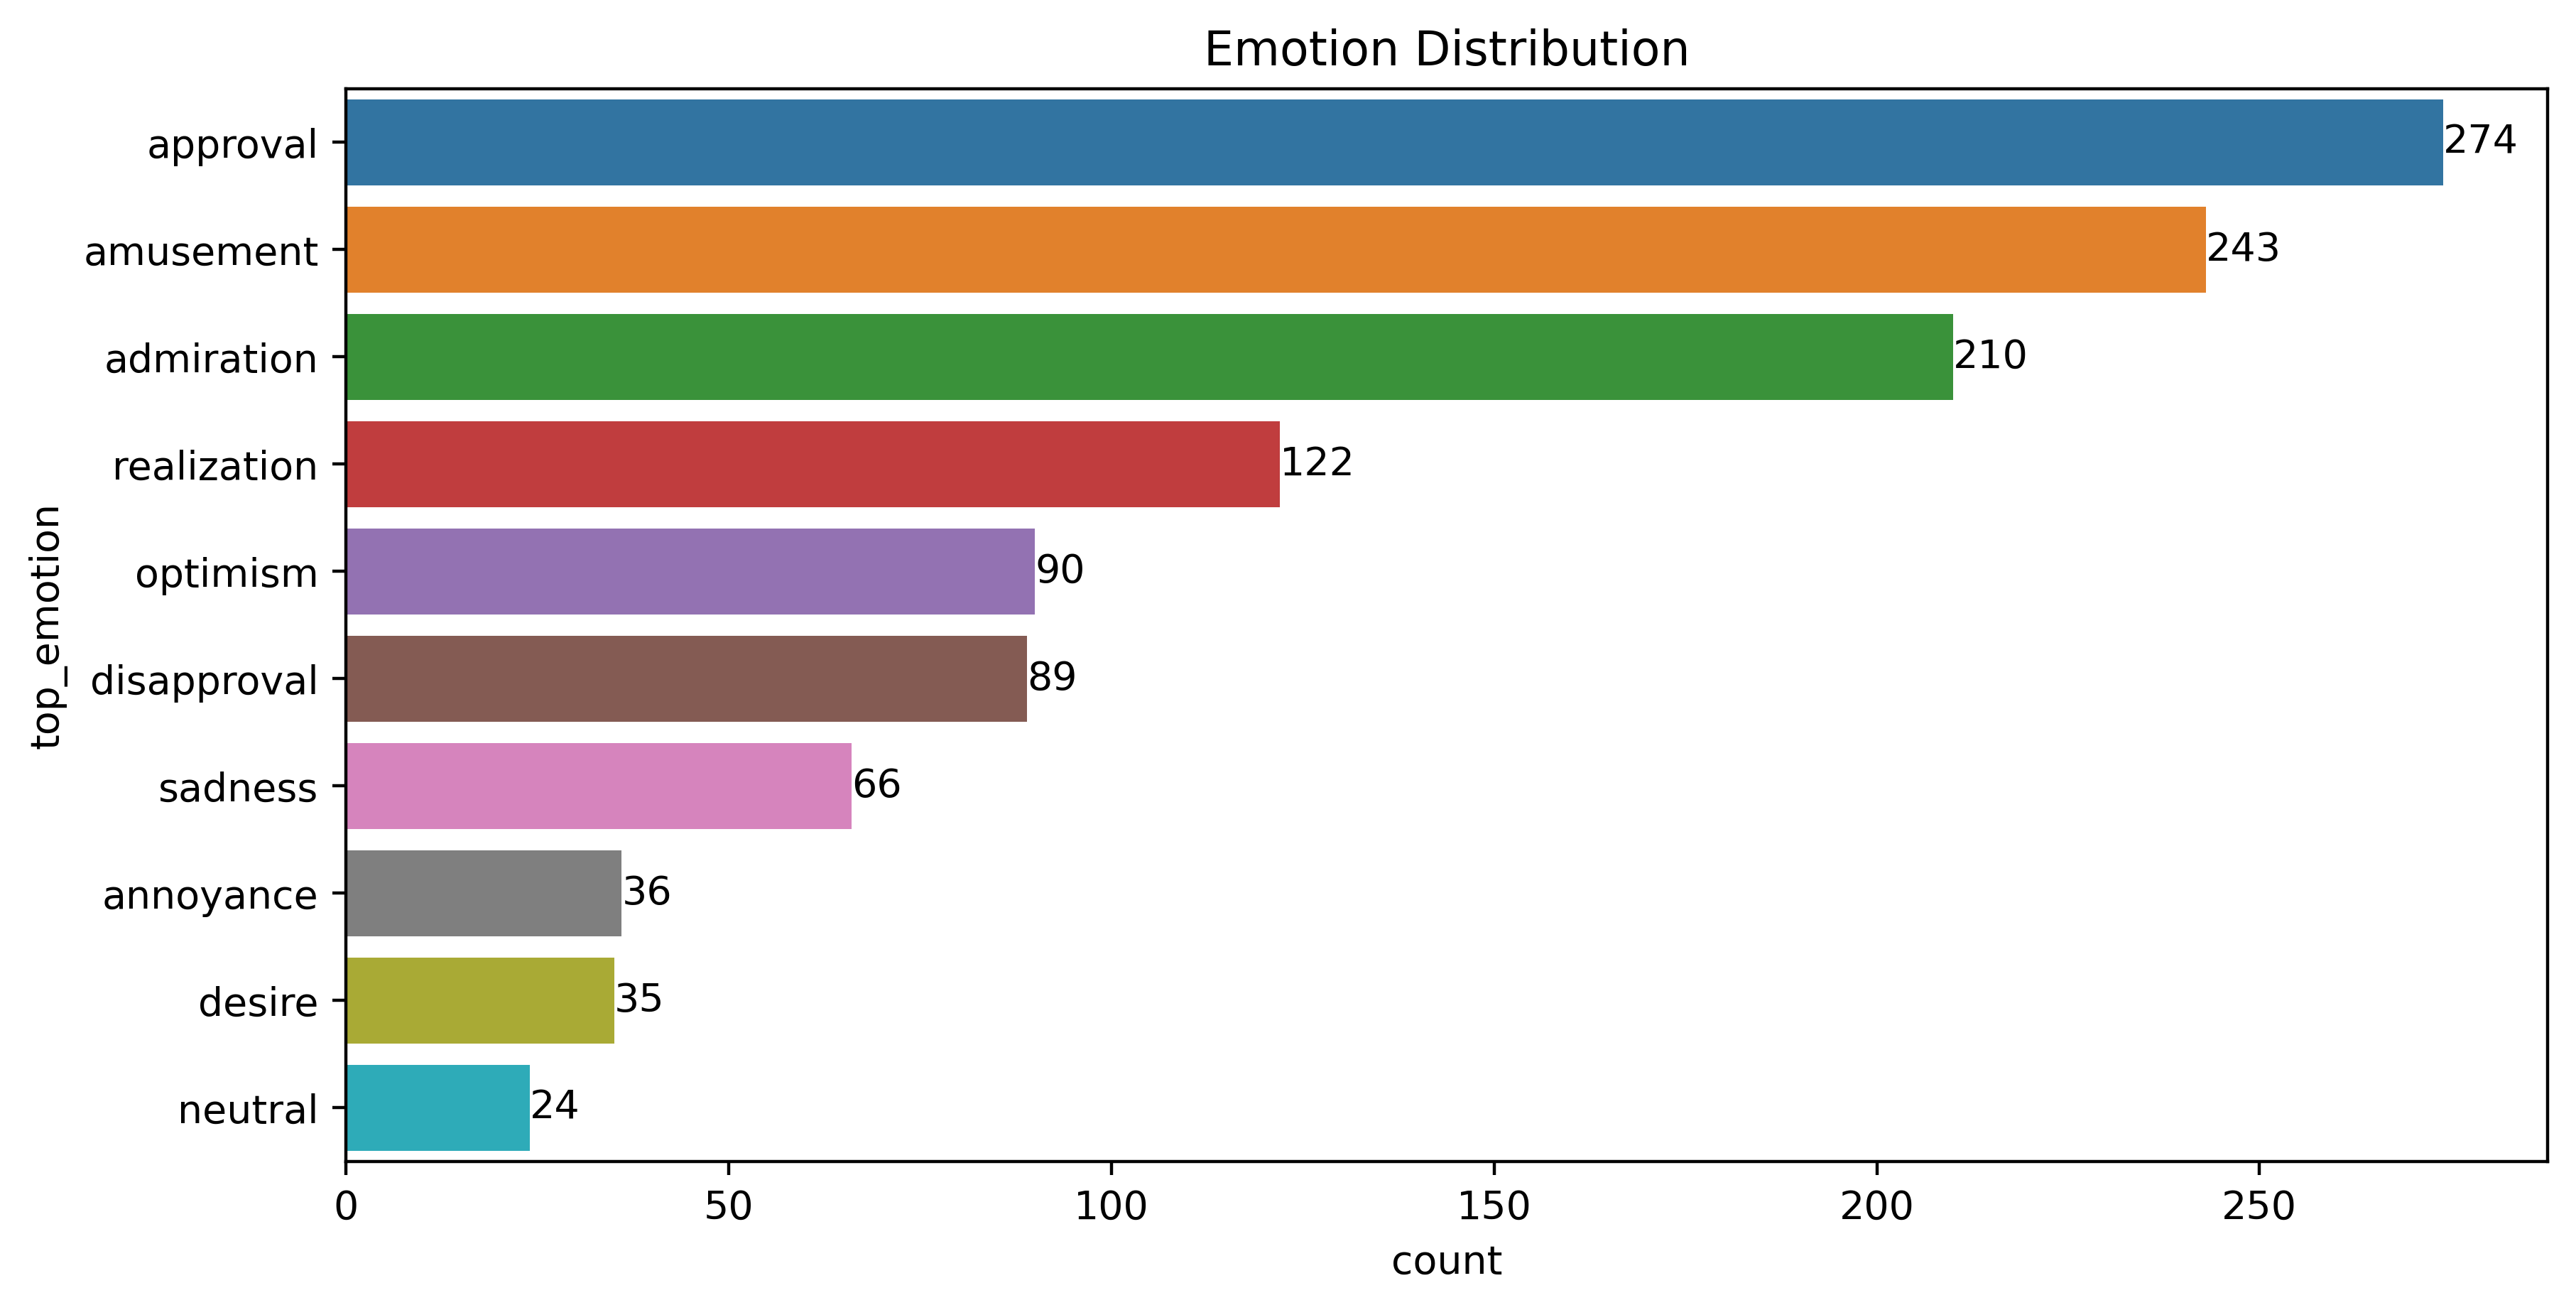 Emotion Distribution
top_emotion
approval 274
amusement 243
admiration 210
realization 122
optimism 90
disapproval 89
sadness 66
annoyance 36
desire 35
neutral 24
0 50 100 150 200 250
count